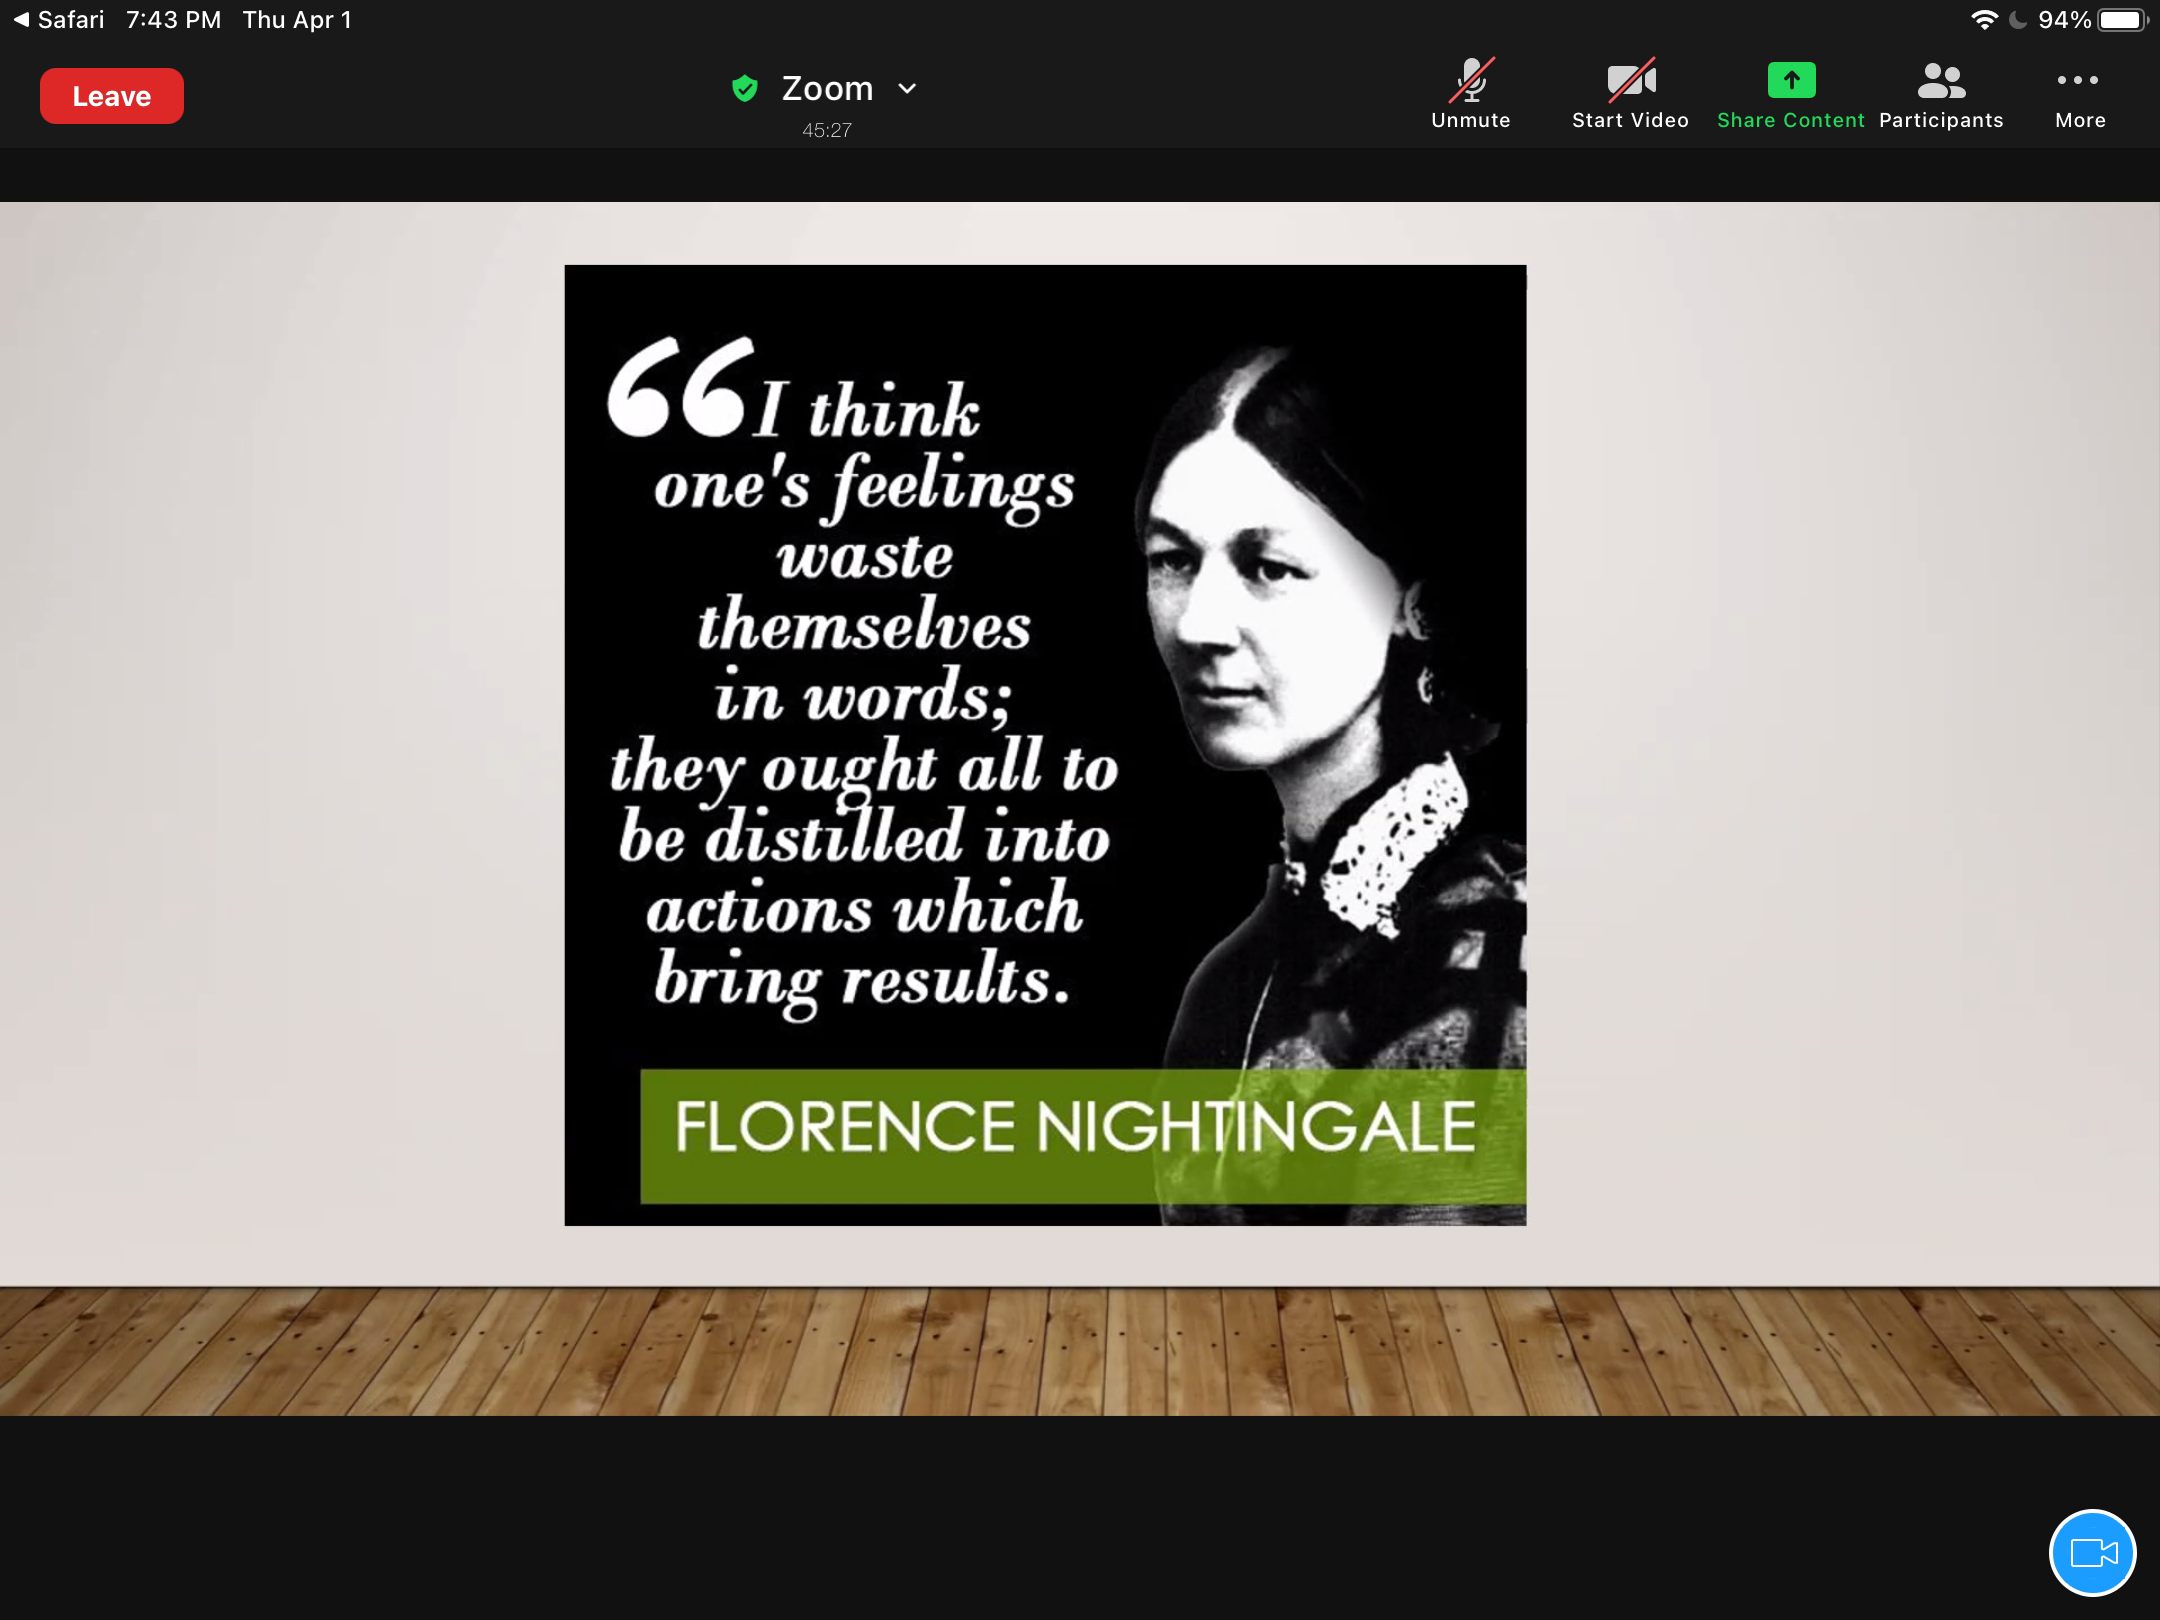 Safari 7:43 PM Thu Apr 1 94%
Leave
Zoom
45:27
Unmute
Start Video
Share Content
Participants
More
“I think
one's feelings
waste
themselves
in words;
they ought all to
be distilled into
actions which
bring results.
FLORENCE NIGHTINGALE